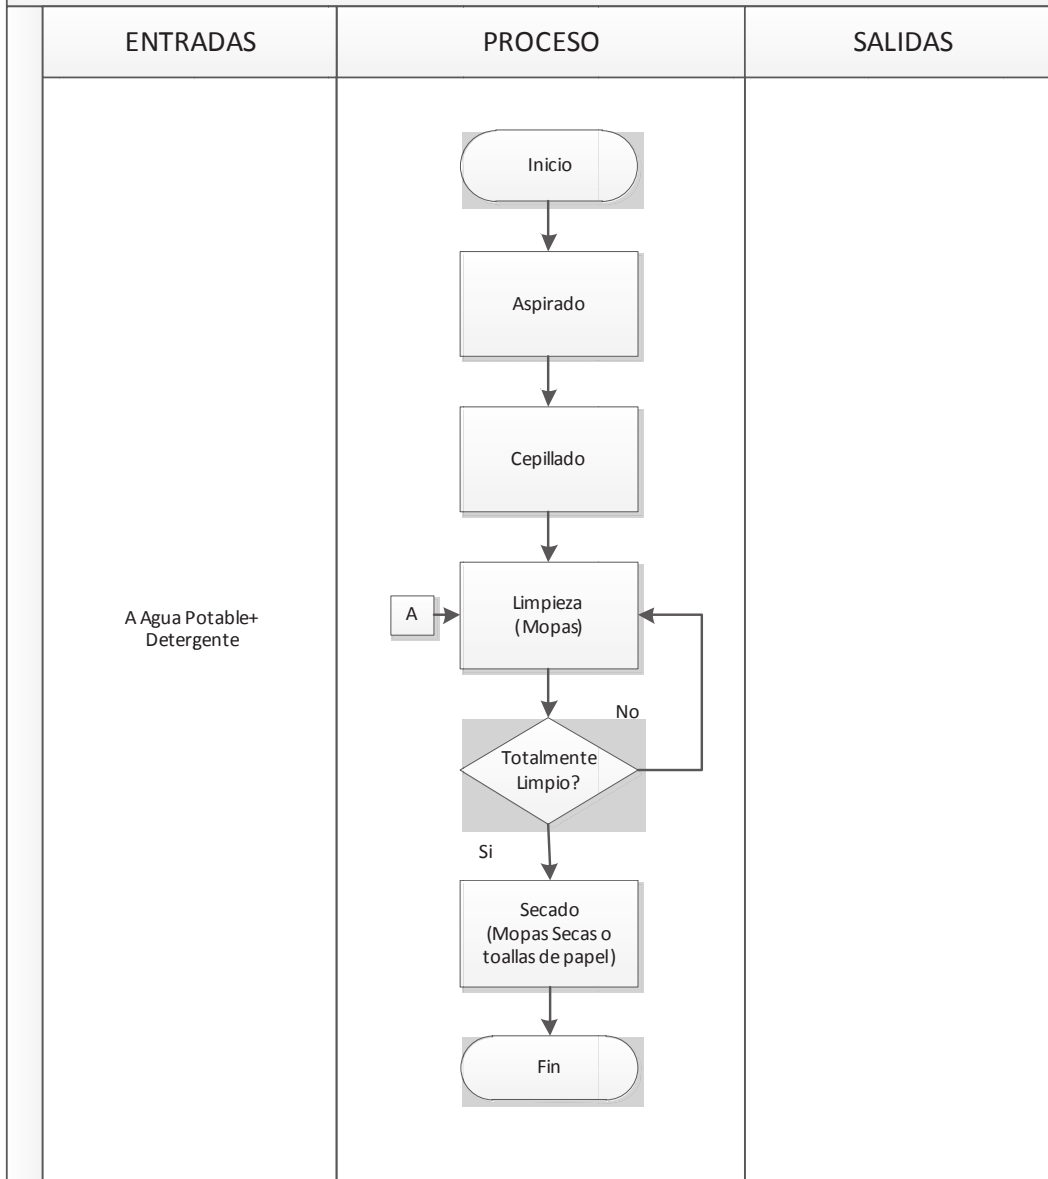 ENTRADAS
PROCESO
SALIDAS
Inicio
Aspirado
Cepillado
A Agua Potable+
Detergente
A
Limpieza
(Mopas)
No
Totalmente
Limpio?
Si
Secado
(Mopas Secas o
toallas de papel)
Fin